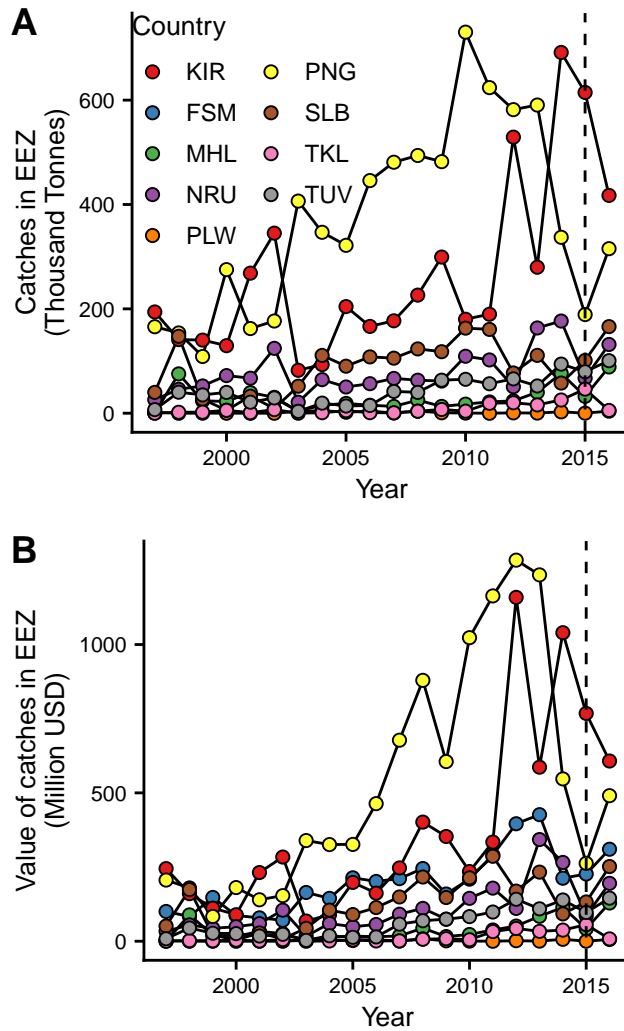 A
Country
KIR
PNG
FSM
SLB
MHL
TKL
NRU
TUV
PLW
Catches in EEZ
(Thousand Tonnes)
600
400
200
0
2000
2005
2010
2015
Year
B
Value of catches in EEZ
(Million USD)
1000
500
0
2000
2005
2010
2015
Year